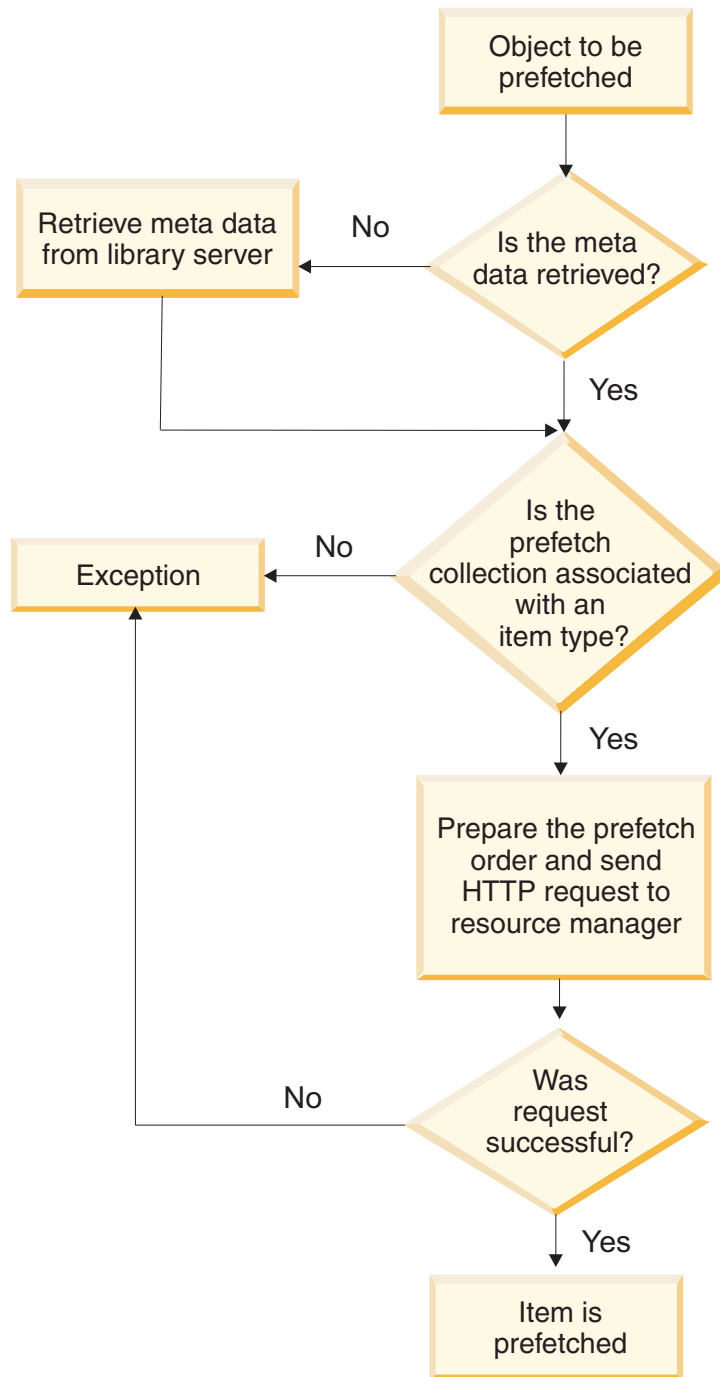 Object to be
prefetched
Is the meta
data retrieved?
No
Retrieve meta data
from library server
Yes
Is the
prefetch
collection associated
with an
item type?
No
Exception
Yes
Prepare the prefetch
order and send
HTTP request to
resource manager
Was
request
successful?
No
Yes
Item is
prefetched